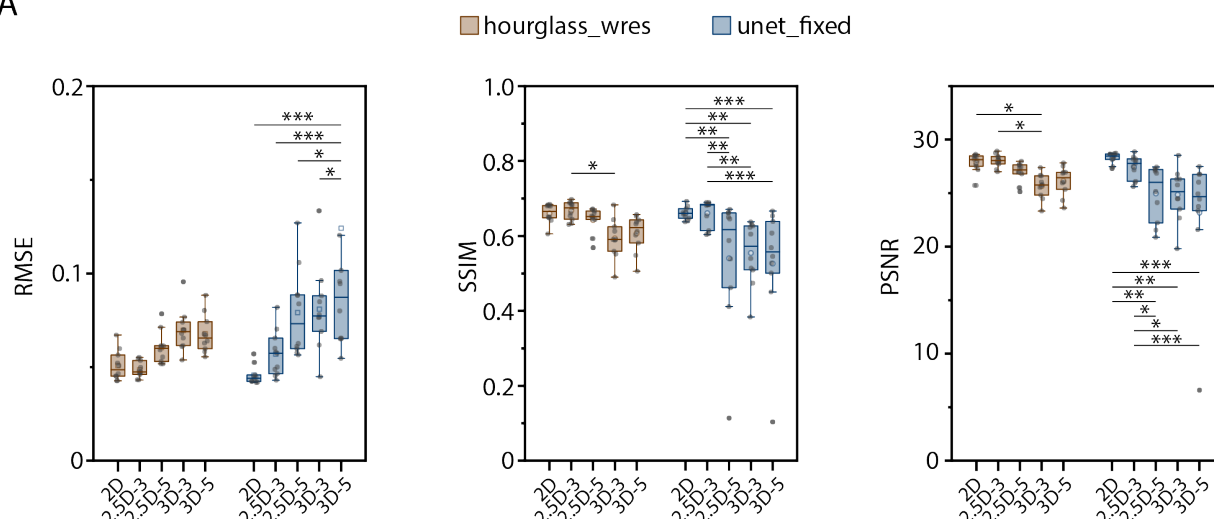 A
hourglass_wres unet_fixed
RMSE
0.2
0.1
0
***
***
*
*
2D
2.5D-3
2.5D-5
3D-3
3D-5
2D
2.5D-3
2.5D-5
3D-3
3D-5
SSIM
1.0
0.8
0.6
0.4
0.2
0
*
***
**
**
**
**
***
2D
2.5D-3
2.5D-5
3D-3
3D-5
2D
2.5D-3
2.5D-5
3D-3
3D-5
PSNR
30
20
10
0
*
*
***
**
**
*
*
***
2D
2.5D-3
2.5D-5
3D-3
3D-5
2D
2.5D-3
2.5D-5
3D-3
3D-5